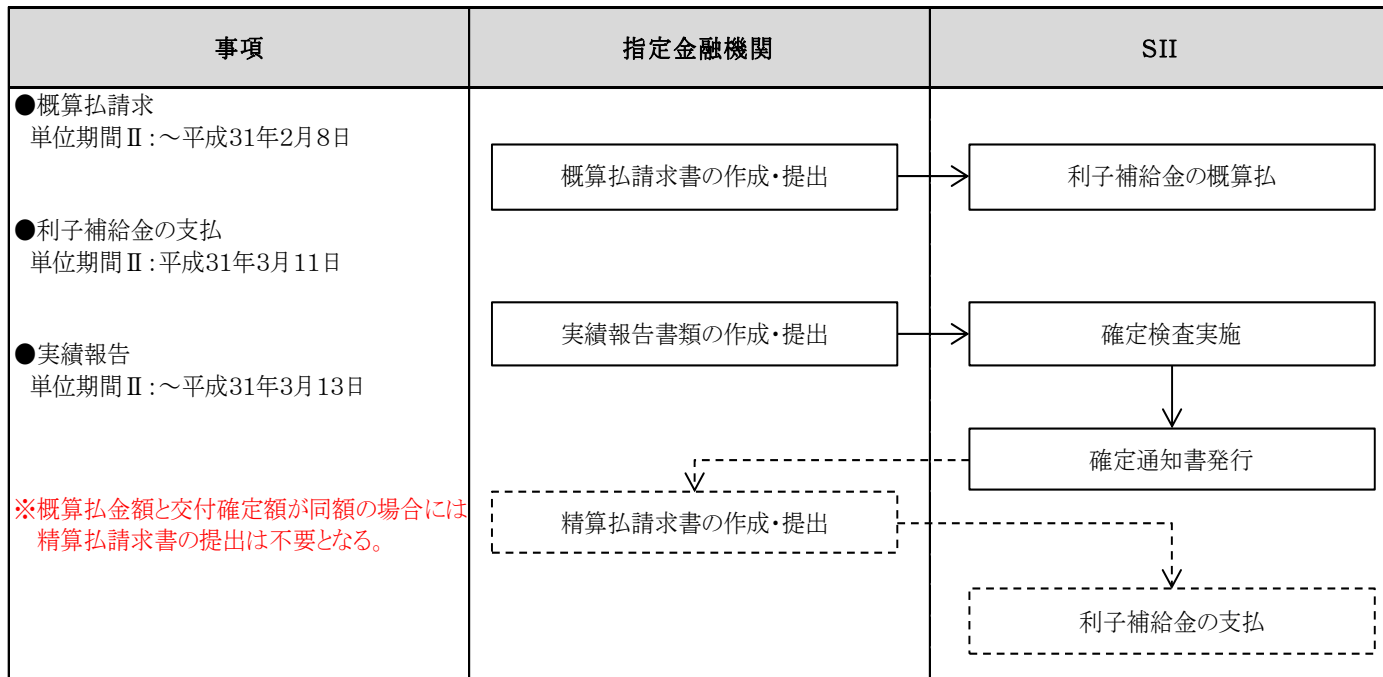 事項
指定金融機関
SII
●概算払請求
単位期間Ⅱ:～平成31年2月8日
概算払請求書の作成・提出
利子補給金の概算払
●利子補給金の支払
単位期間Ⅱ:平成31年3月11日
実績報告書類の作成・提出
確定検査実施
●実績報告
単位期間Ⅱ:～平成31年3月13日
確定通知書発行
※概算払金額と交付確定額が同額の場合には
精算払請求書の提出は不要となる。
精算払請求書の作成・提出
利子補給金の支払